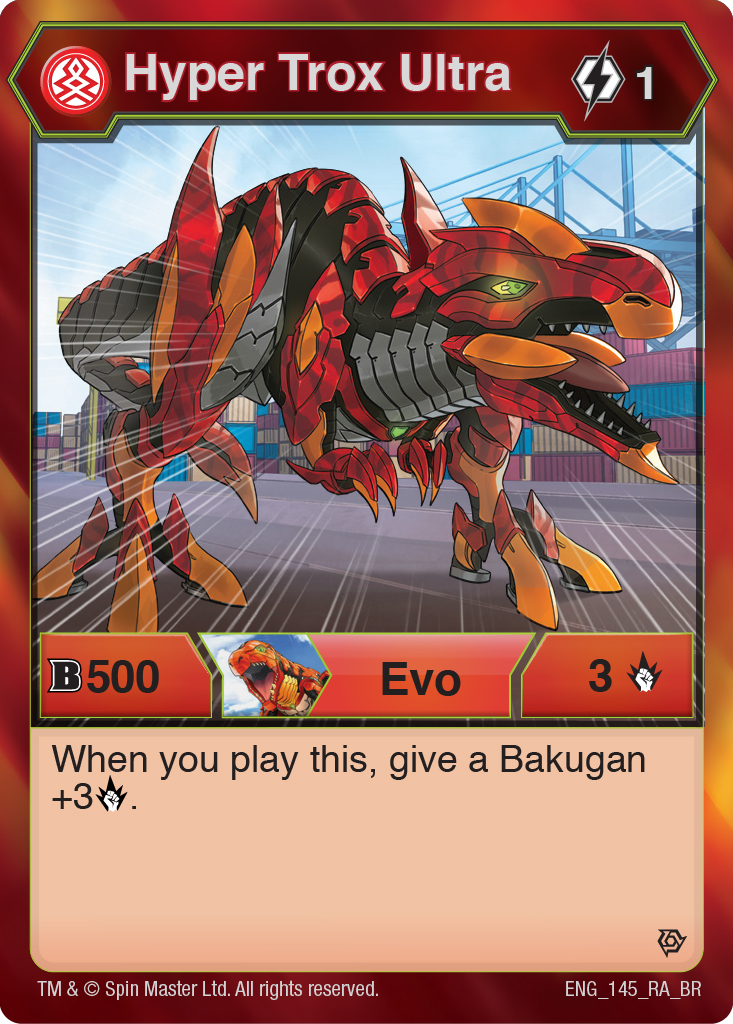 Hyper Trox Ultra 1
B 500 Evo 3
When you play this, give a Bakugan
+3.
TM & © Spin Master Ltd. All rights reserved. ENG_145_RA_BR